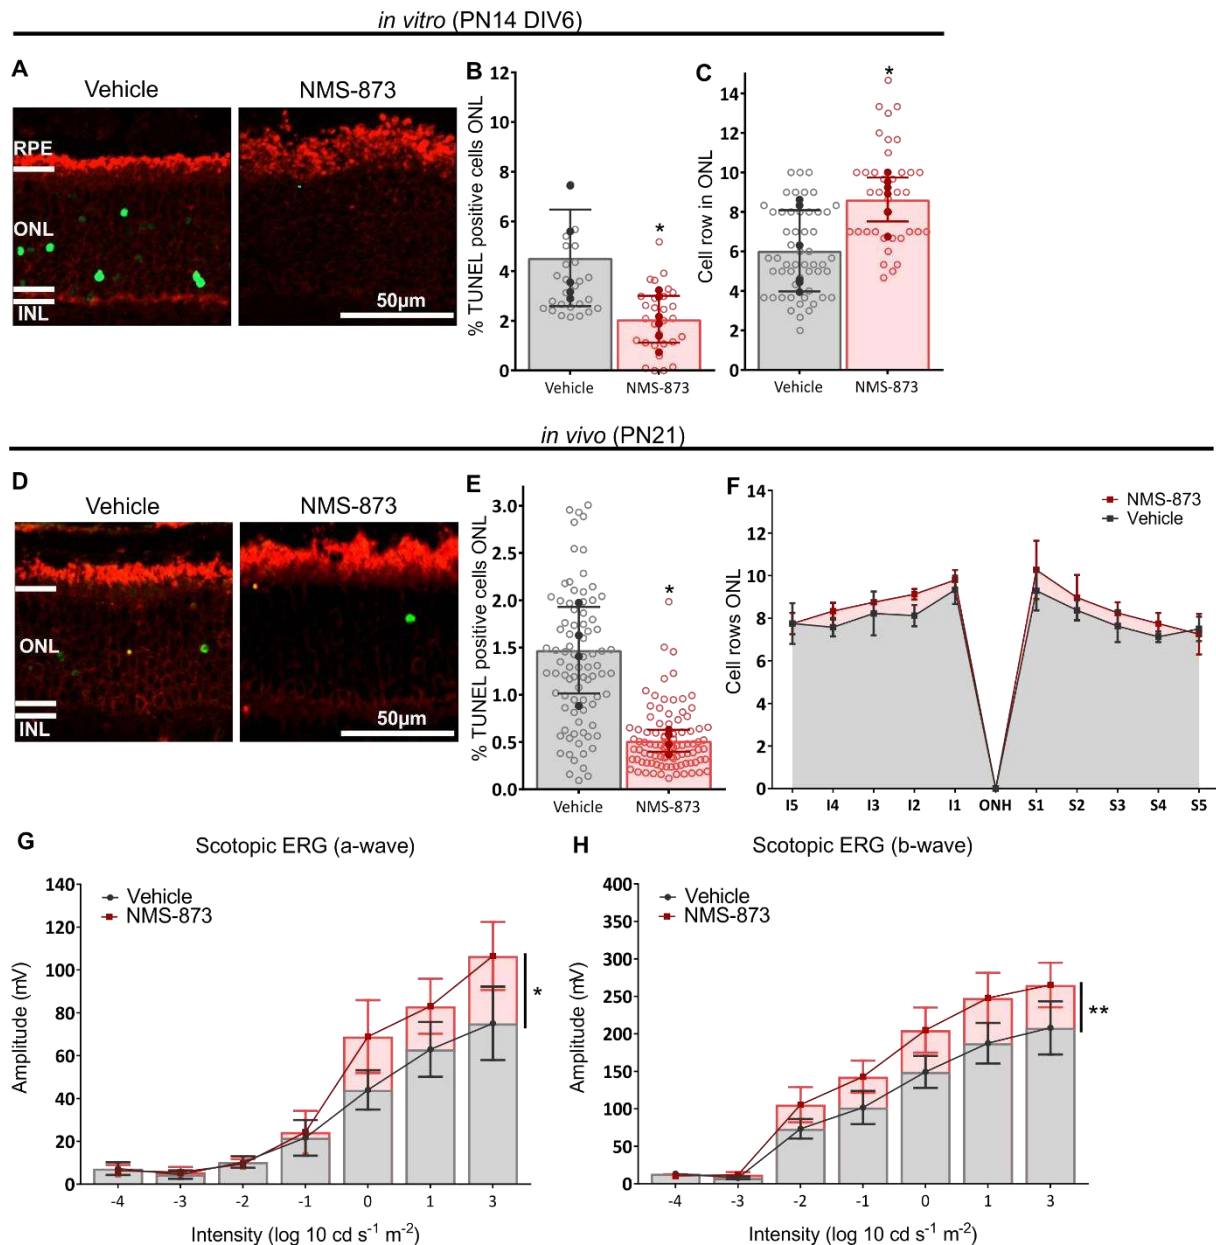 in vitro (PN14 DIV6)
A
Vehicle
NMS-873
RPE
ONL
INL
50µm
B
% TUNEL positive cells ONL
12
10
8
6
4
2
0
*
Vehicle
NMS-873
C
Cell row in ONL
14
12
10
8
6
4
2
0
*
Vehicle
NMS-873
in vivo (PN21)
D
Vehicle
NMS-873
ONL
INL
50µm
E
% TUNEL positive cells ONL
3.0
2.5
2.0
1.5
1.0
0.5
0.0
*
Vehicle
NMS-873
F
Cell rows ONL
14
12
10
8
6
4
2
0
NMS-873
Vehicle
I5 I4 I3 I2 I1 ONH S1 S2 S3 S4 S5
G
Scotopic ERG (a-wave)
Amplitude (mV)
140
120
100
80
60
40
20
0
Vehicle
NMS-873
*
-4 -3 -2 -1 0 1 3
Intensity (log 10 cd s⁻¹ m⁻²)
H
Scotopic ERG (b-wave)
Amplitude (mV)
400
350
300
250
200
150
100
50
0
Vehicle
NMS-873
**
-4 -3 -2 -1 0 1 3
Intensity (log 10 cd s⁻¹ m⁻²)